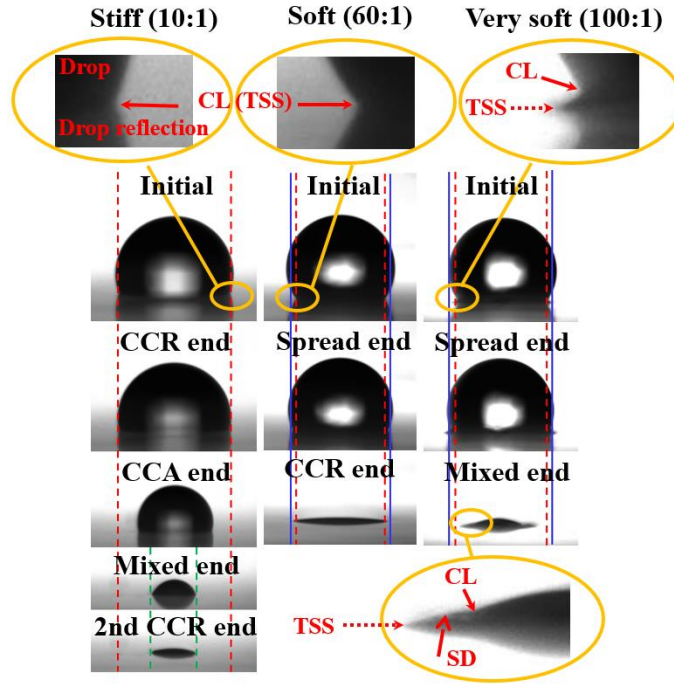 Stiff (10:1) Soft (60:1) Very soft (100:1)
Drop
CL (TSS)
Drop reflection
CL
TSS
Initial Initial Initial
CCR end Spread end Spread end
CCA end CCR end Mixed end
Mixed end
2nd CCR end
CL
TSS
SD